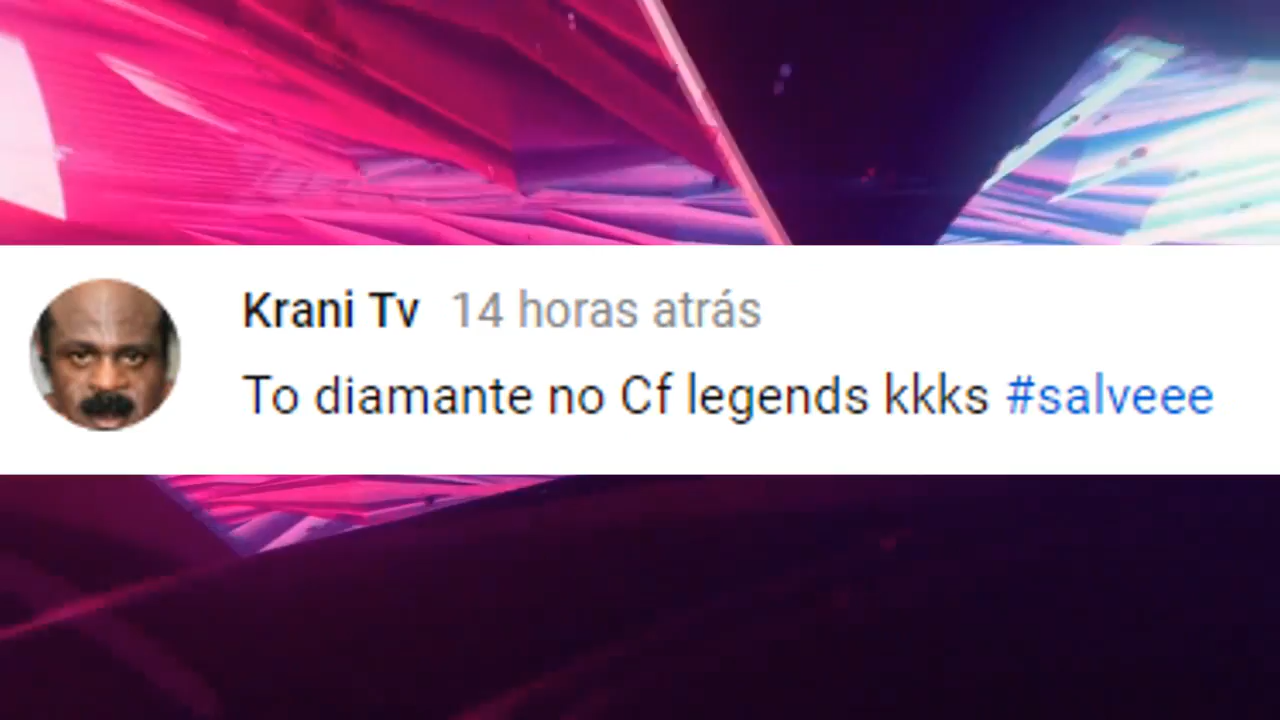 Krani Tv 14 horas atrás
To diamante no Cf legends kkks #salveee